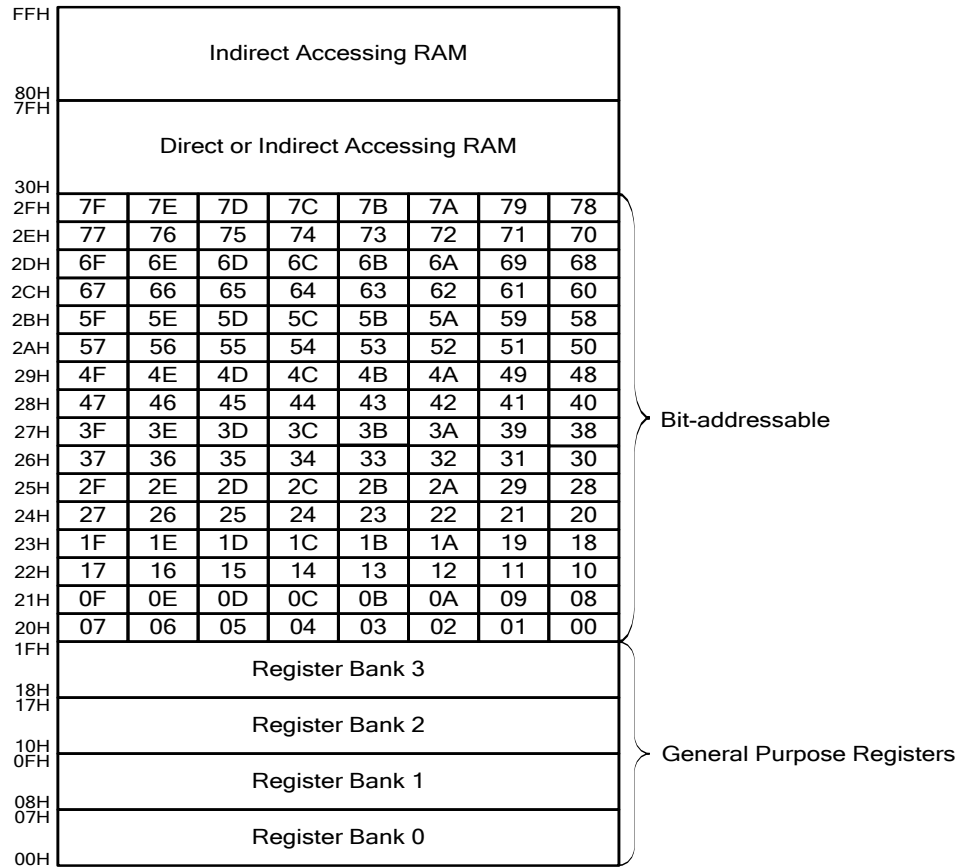 FFH
Indirect Accessing RAM
80H
7FH
Direct or Indirect Accessing RAM
30H
2FH 7F 7E 7D 7C 7B 7A 79 78
2EH 77 76 75 74 73 72 71 70
2DH 6F 6E 6D 6C 6B 6A 69 68
2CH 67 66 65 64 63 62 61 60
2BH 5F 5E 5D 5C 5B 5A 59 58
2AH 57 56 55 54 53 52 51 50
29H 4F 4E 4D 4C 4B 4A 49 48
28H 47 46 45 44 43 42 41 40
Bit-addressable
27H 3F 3E 3D 3C 3B 3A 39 38
26H 37 36 35 34 33 32 31 30
25H 2F 2E 2D 2C 2B 2A 29 28
24H 27 26 25 24 23 22 21 20
23H 1F 1E 1D 1C 1B 1A 19 18
22H 17 16 15 14 13 12 11 10
21H 0F 0E 0D 0C 0B 0A 09 08
20H 07 06 05 04 03 02 01 00
1FH
Register Bank 3
18H
17H
Register Bank 2
10H
General Purpose Registers
0FH
Register Bank 1
08H
07H
Register Bank 0
00H